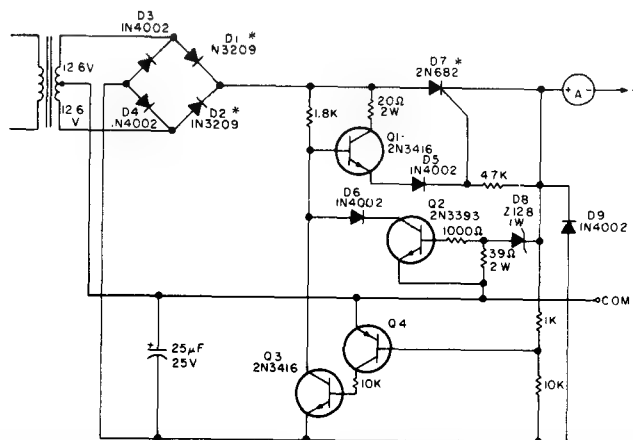 D3
1N4002
D1 *
1N3209
12.6V
12.6
V
D4
1N4002
D2 *
1N3209
D7 *
2N682
A
1.8K
20Ω
2W
Q1
2N3416
D5
1N4002
47K
D6
1N4002
Q2
2N3393
1000Ω
D8
Z128
1W
D9
1N4002
39Ω
2W
COM
+
25µF
25V
Q4
1K
Q3
2N3416
10K
10K